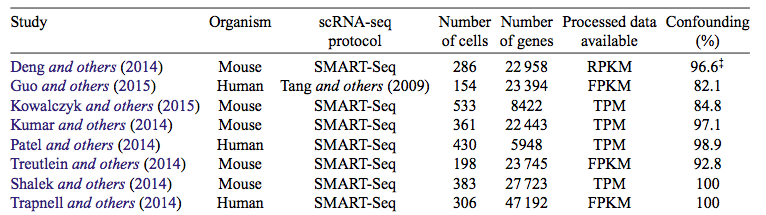 Study Organism scRNA-seq protocol Number of cells Number of genes Processed data available Confounding (%)
Deng and others (2014) Mouse SMART-Seq 286 22 958 RPKM 96.6‡
Guo and others (2015) Human Tang and others (2009) 154 23 394 FPKM 82.1
Kowalczyk and others (2015) Mouse SMART-Seq 533 8422 TPM 84.8
Kumar and others (2014) Mouse SMART-Seq 361 22 443 TPM 97.1
Patel and others (2014) Human SMART-Seq 430 5948 TPM 98.9
Treutlein and others (2014) Mouse SMART-Seq 198 23 745 FPKM 92.8
Shalek and others (2014) Mouse SMART-Seq 383 27 723 TPM 100
Trapnell and others (2014) Human SMART-Seq 306 47 192 FPKM 100